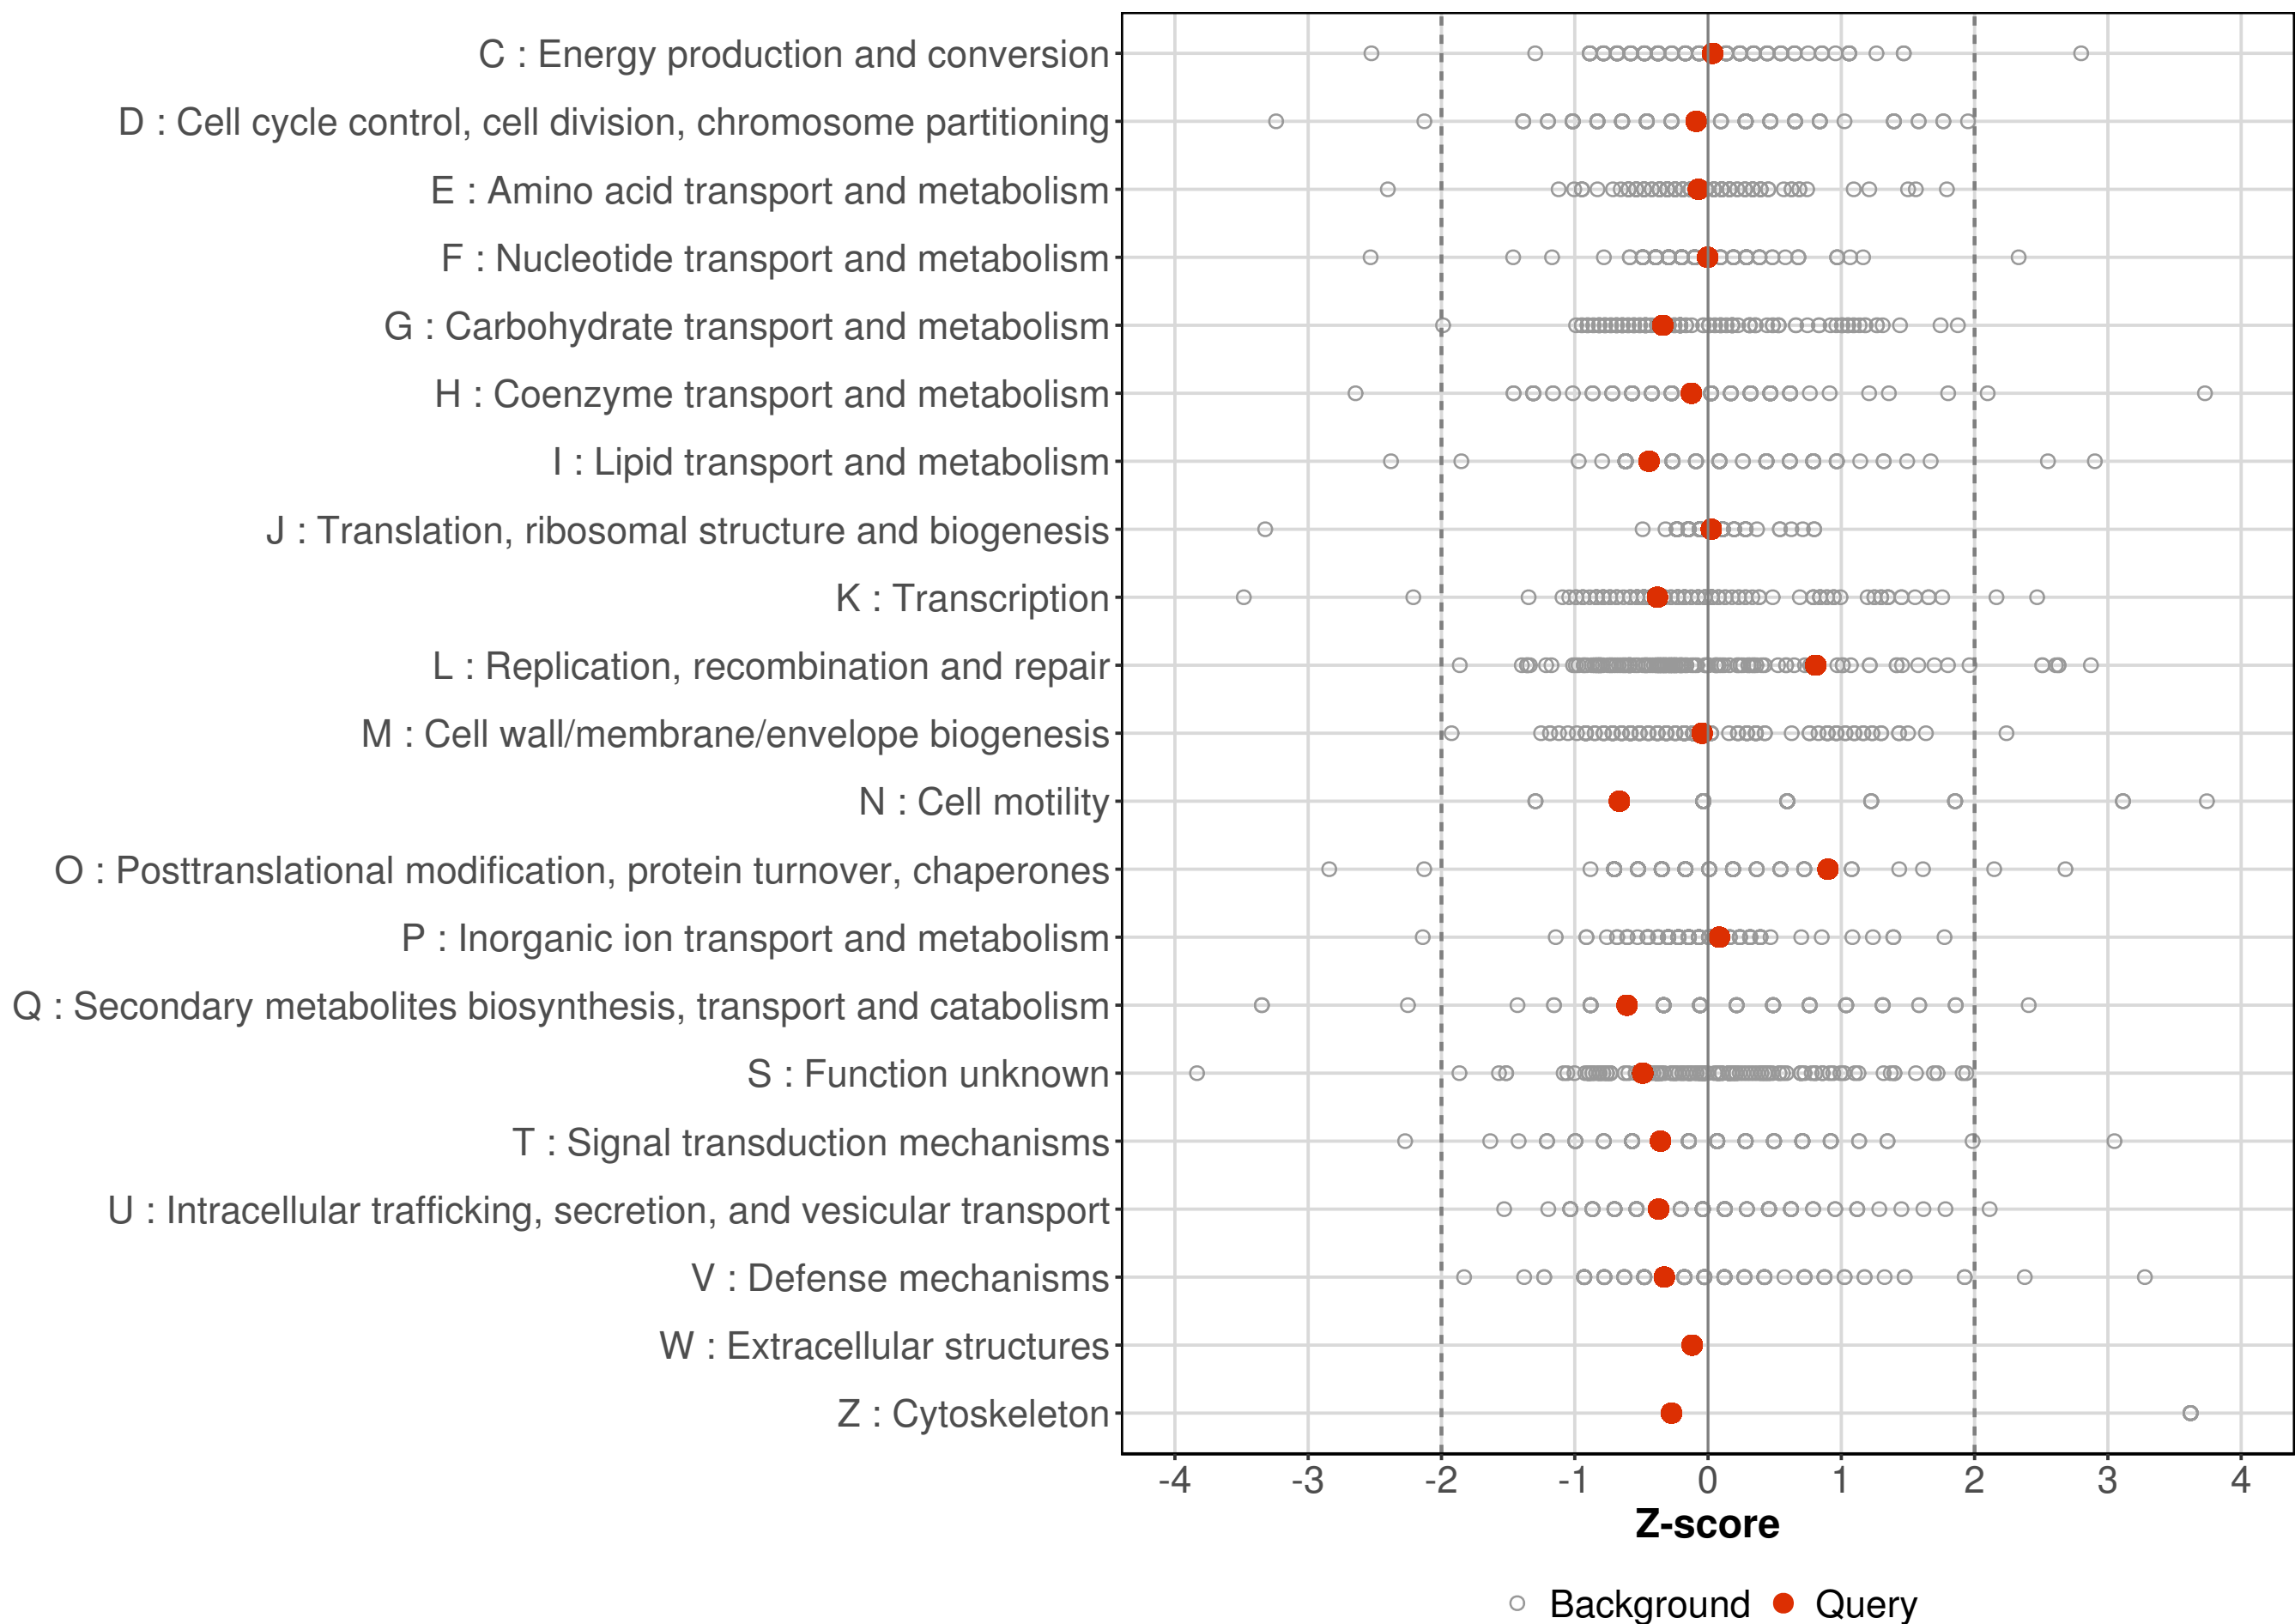 C : Energy production and conversion
D : Cell cycle control, cell division, chromosome partitioning
E : Amino acid transport and metabolism
F : Nucleotide transport and metabolism
G : Carbohydrate transport and metabolism
H : Coenzyme transport and metabolism
I : Lipid transport and metabolism
J : Translation, ribosomal structure and biogenesis
K : Transcription
L : Replication, recombination and repair
M : Cell wall/membrane/envelope biogenesis
N : Cell motility
O : Posttranslational modification, protein turnover, chaperones
P : Inorganic ion transport and metabolism
Q : Secondary metabolites biosynthesis, transport and catabolism
S : Function unknown
T : Signal transduction mechanisms
U : Intracellular trafficking, secretion, and vesicular transport
V : Defense mechanisms
W : Extracellular structures
Z : Cytoskeleton
-4 -3 -2 -1 0 1 2 3 4
Z-score
Background Query